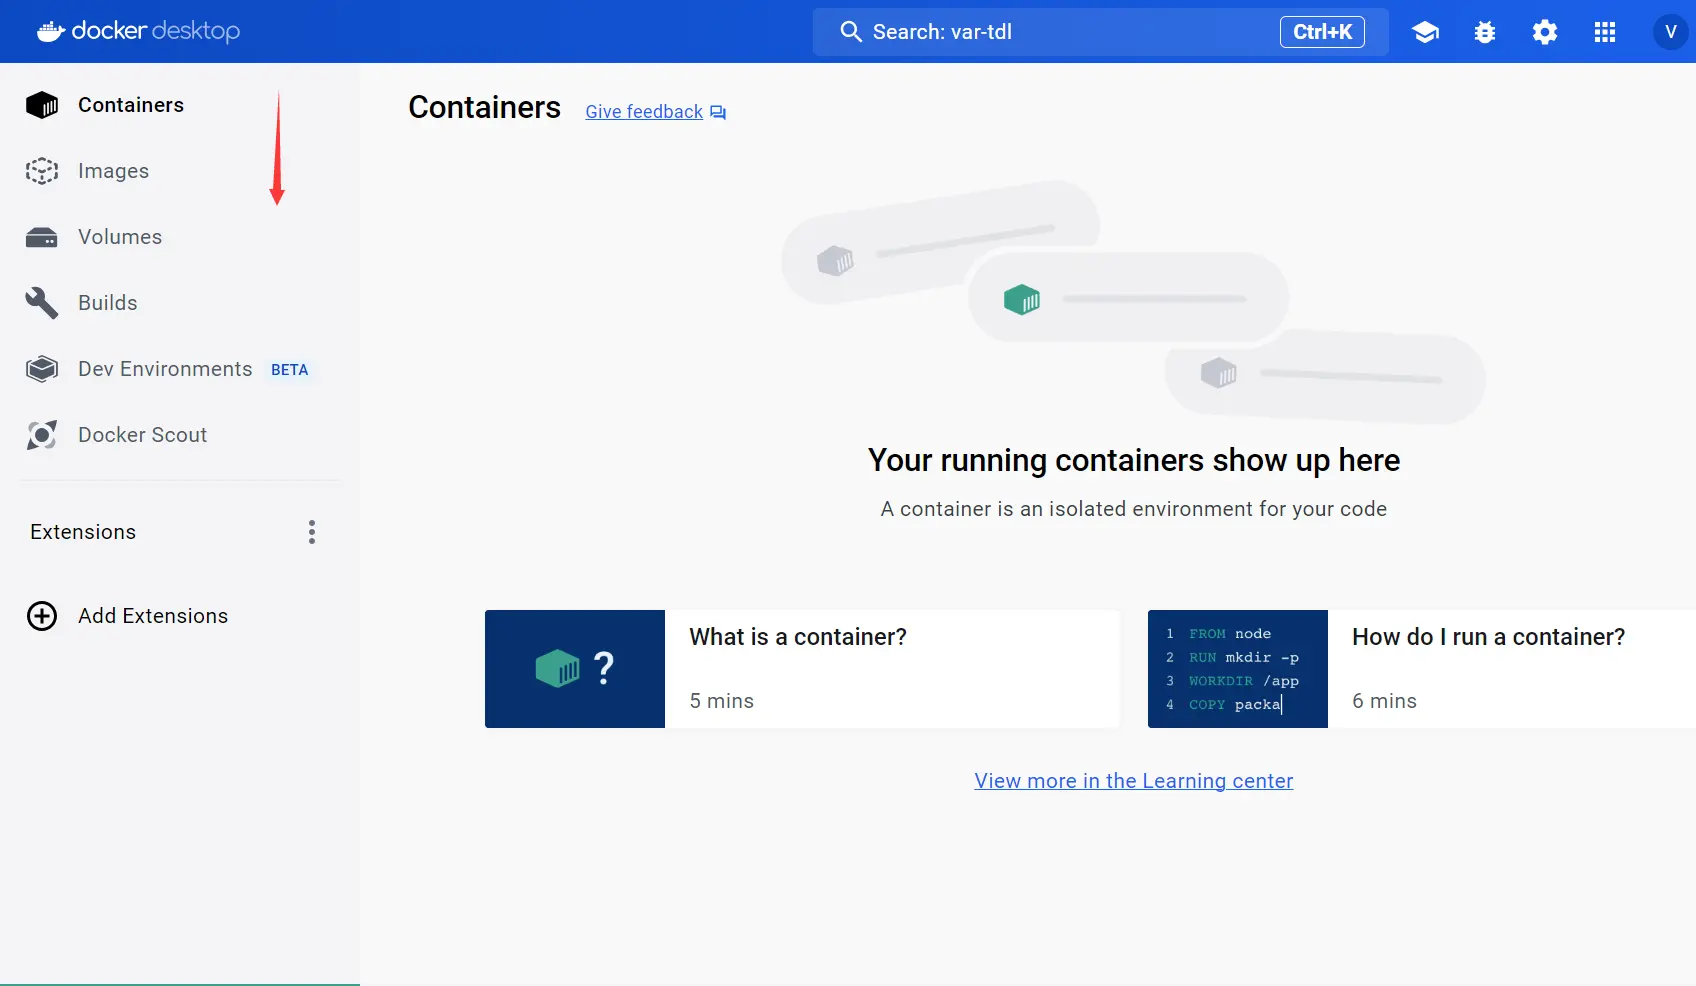 docker desktop
Search: var-tdl
Ctrl+K
V
Containers
Images
Volumes
Builds
Dev Environments BETA
Docker Scout
Extensions
Add Extensions
Containers
Give feedback
Your running containers show up here
A container is an isolated environment for your code
?
What is a container?
5 mins
1 FROM node
2 RUN mkdir -p
3 WORKDIR /app
4 COPY packa
How do I run a container?
6 mins
View more in the Learning center